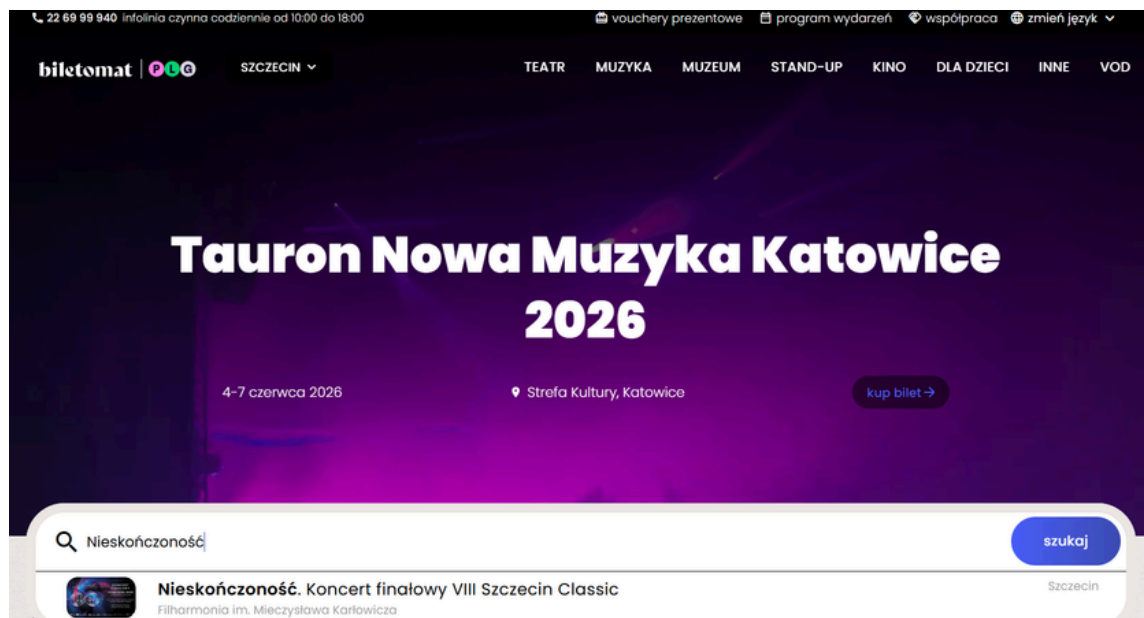 22 69 99 940 infolinia czynna codziennie od 10:00 do 18:00
vouchery prezentowe program wydarzeń współpraca zmień język
biletomat | PLG SZCZECIN TEATR MUZYKA MUZEUM STAND-UP KINO DLA DZIECI INNE VOD
Tauron Nowa Muzyka Katowice
2026
4-7 czerwca 2026 Strefa Kultury, Katowice kup bilet →
Nieskończoność szukaj
Nieskończoność. Koncert finałowy VIII Szczecin Classic Szczecin
Filharmonia im. Mieczysława Karłowicza